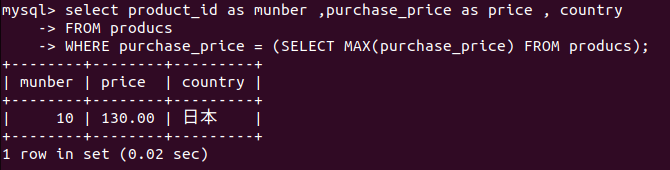 mysql> select product_id as munber ,purchase_price as price , country
    -> FROM producs
    -> WHERE purchase_price = (SELECT MAX(purchase_price) FROM producs);
+--------+--------+---------+
| munber | price  | country |
+--------+--------+---------+
|     10 | 130.00 | 日本    |
+--------+--------+---------+
1 row in set (0.02 sec)